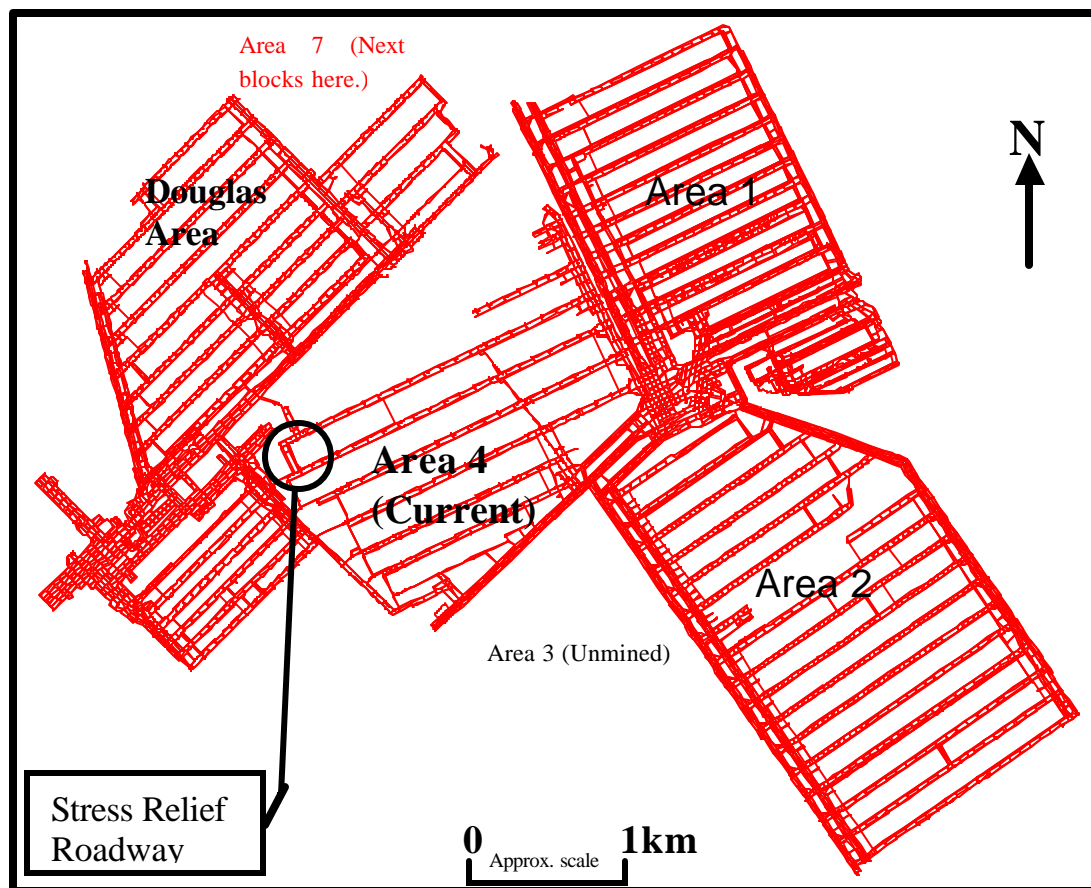 Area 7 (Next
blocks here.)
N
Douglas
Area
Area 1
Area 4
(Current)
Area 2
Area 3 (Unmined)
Stress Relief
Roadway
0 Approx. scale 1km